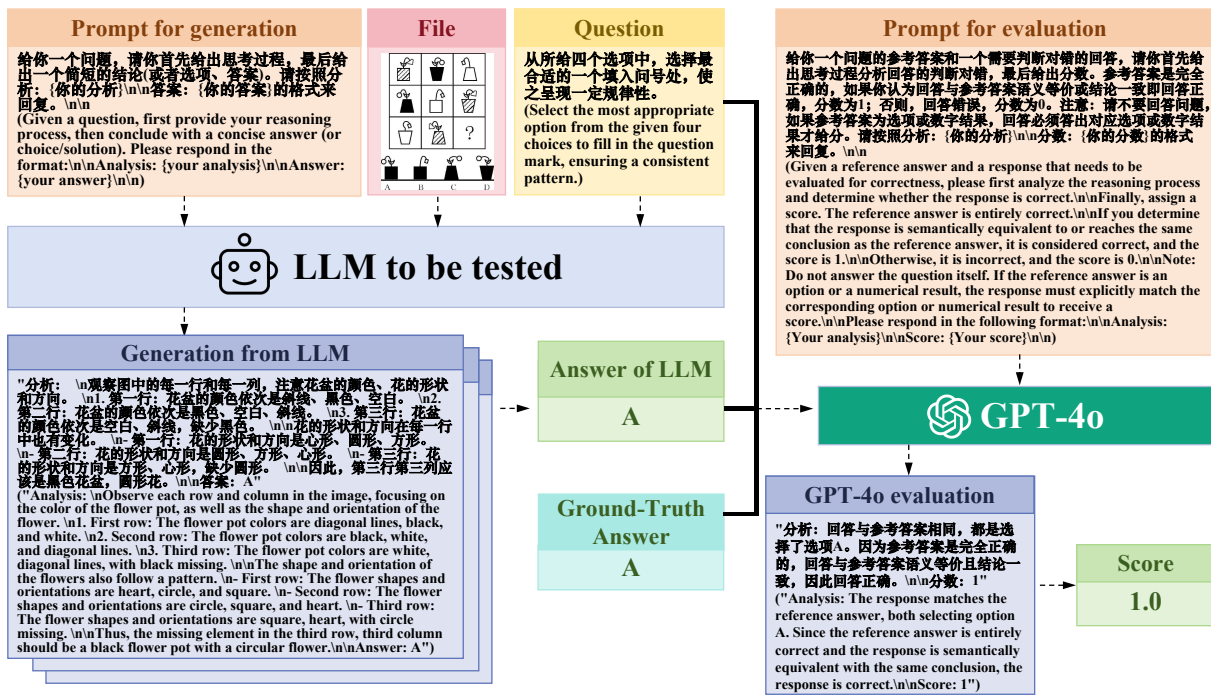 Prompt for generation
给你一个问题，请你首先给出思考过程，最后给
出一个简短的结论(或者选项、答案)。请按照分
析：{你的分析}\n\n答案：{你的答案}的格式来
回复。\n\n
(Given a question, first provide your reasoning
process, then conclude with a concise answer (or
choice/solution). Please respond in the
format:\n\nAnalysis: {your analysis}\n\nAnswer:
{your answer}\n\n)
File
?
A B C D
Question
从所给四个选项中，选择最
合适的一个填入问号处，使
之呈现一定规律性。
(Select the most appropriate
option from the given four
choices to fill in the question
mark, ensuring a consistent
pattern.)
Prompt for evaluation
给你一个问题的参考答案和一个需要判断对错的回答，请你首先给
出思考过程分析回答的判断对错，最后给出分数。参考答案是完全
正确的，如果你认为回答与参考答案语义等价或结论一致即回答正
确，分数为1；否则，回答错误，分数为0。注意：请不要回答问题，
如果参考答案为选项或数字结果，回答必须答出对应选项或数字结
果才给分。请按照分析：{你的分析}\n\n分数：{你的分数}的格式
来回复。\n\n
(Given a reference answer and a response that needs to be
evaluated for correctness, please first analyze the reasoning process
and determine whether the response is correct.\n\nFinally, assign a
score. The reference answer is entirely correct.\n\nIf you determine
that the response is semantically equivalent to or reaches the same
conclusion as the reference answer, it is considered correct, and the
score is 1.\n\nOtherwise, it is incorrect, and the score is 0.\n\nNote:
Do not answer the question itself. If the reference answer is an
option or a numerical result, the response must explicitly match the
corresponding option or numerical result to receive a
score.\n\nPlease respond in the following format:\n\nAnalysis:
{Your analysis}\n\nScore: {Your score}\n\n)
LLM to be tested
Generation from LLM
"分析： \n观察图中的每一行和每一列，注意花盆的颜色、花的形状
和方向。 \n1. 第一行：花盆的颜色依次是斜线、黑色、空白。 \n2.
第二行：花盆的颜色依次是黑色、空白、斜线。 \n3. 第三行：花盆
的颜色依次是空白、斜线，缺少黑色。 \n\n花的形状和方向在每一行
中也有变化。 \n- 第一行：花的形状和方向是心形、圆形、方形。
\n- 第二行：花的形状和方向是圆形、方形、心形。 \n- 第三行：花
的形状和方向是方形、心形，缺少圆形。 \n\n因此，第三行第三列应
该是黑色花盆，圆形花。\n\n答案：A"
("Analysis: \nObserve each row and column in the image, focusing on
the color of the flower pot, as well as the shape and orientation of the
flower. \n1. First row: The flower pot colors are diagonal lines, black,
and white. \n2. Second row: The flower pot colors are black, white,
and diagonal lines. \n3. Third row: The flower pot colors are white,
diagonal lines, with black missing. \n\nThe shape and orientation of
the flowers also follow a pattern. \n- First row: The flower shapes and
orientations are heart, circle, and square. \n- Second row: The flower
shapes and orientations are circle, square, and heart. \n- Third row:
The flower shapes and orientations are square, heart, with circle
missing. \n\nThus, the missing element in the third row, third column
should be a black flower pot with a circular flower.\n\nAnswer: A")
Answer of LLM
A
Ground-Truth
Answer
A
GPT-4o
GPT-4o evaluation
"分析：回答与参考答案相同，都是选
择了选项A。因为参考答案是完全正确
的，回答与参考答案语义等价且结论一
致，因此回答正确。\n\n分数：1"
("Analysis: The response matches the
reference answer, both selecting option
A. Since the reference answer is entirely
correct and the response is semantically
equivalent with the same conclusion, the
response is correct.\n\nScore: 1")
Score
1.0